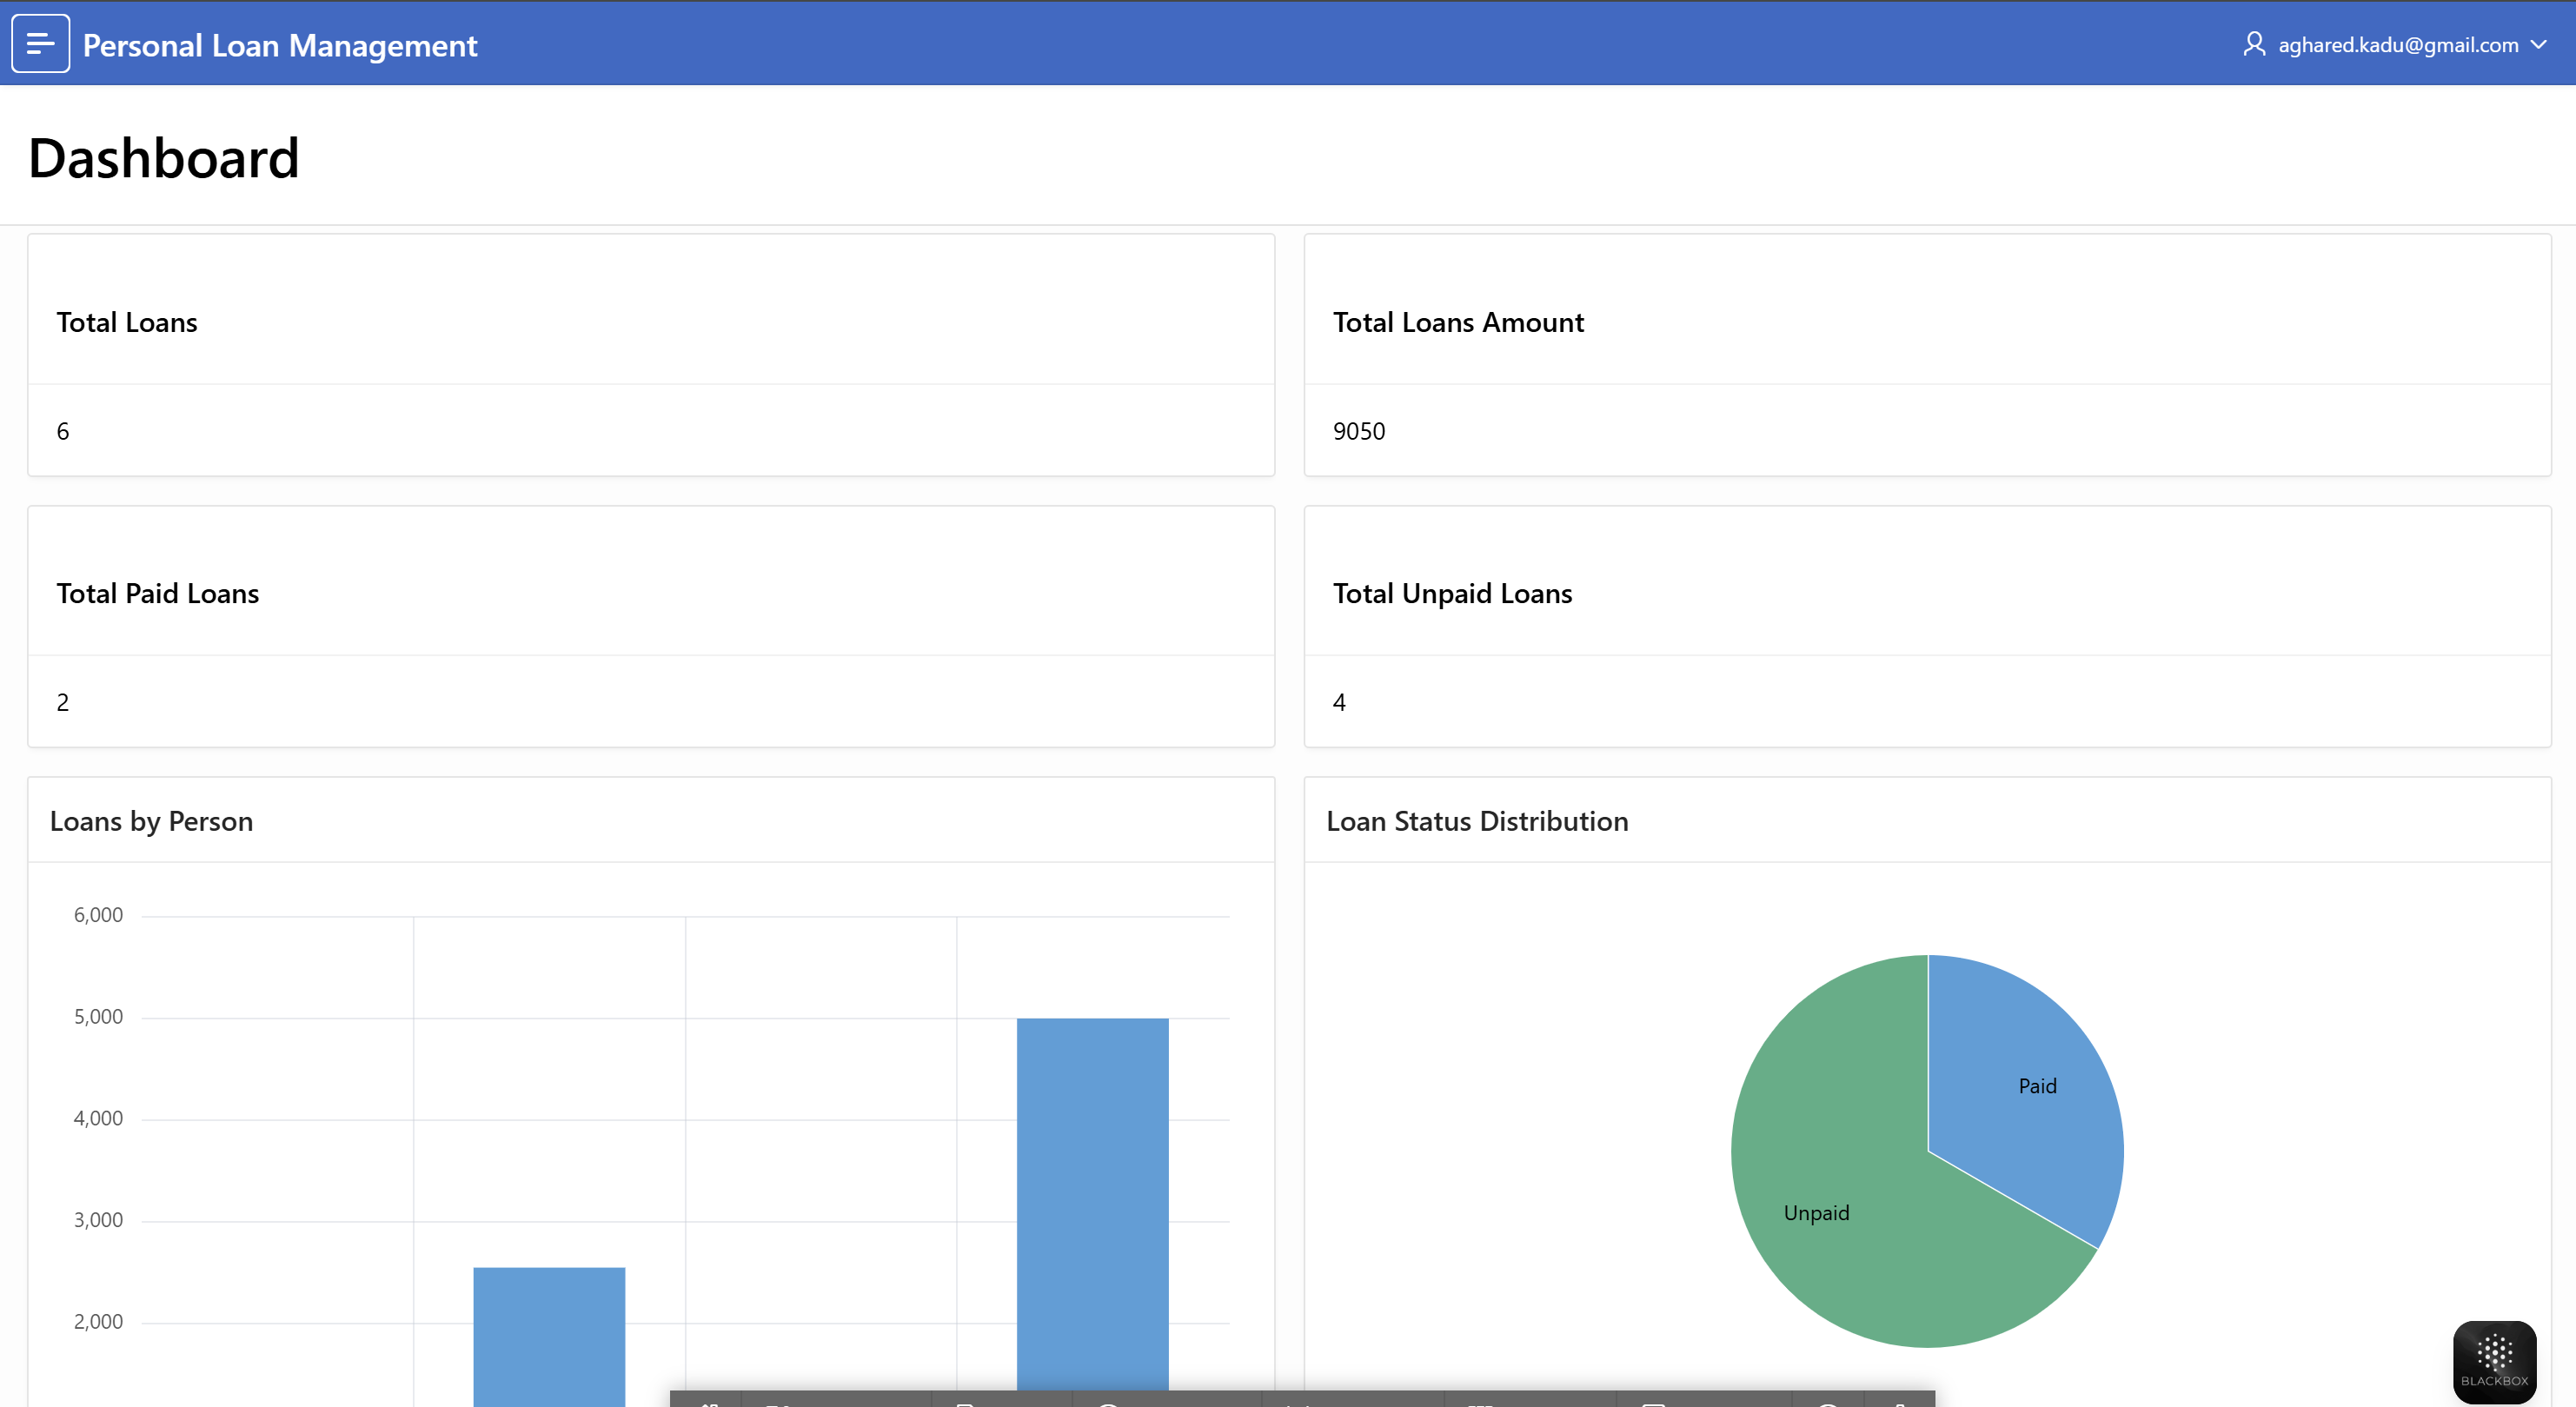 Personal Loan Management
aghared.kadu@gmail.com
Dashboard
Total Loans
6
Total Loans Amount
9050
Total Paid Loans
2
Total Unpaid Loans
4
Loans by Person
6,000
5,000
4,000
3,000
2,000
Loan Status Distribution
Paid
Unpaid
BLACKBOX